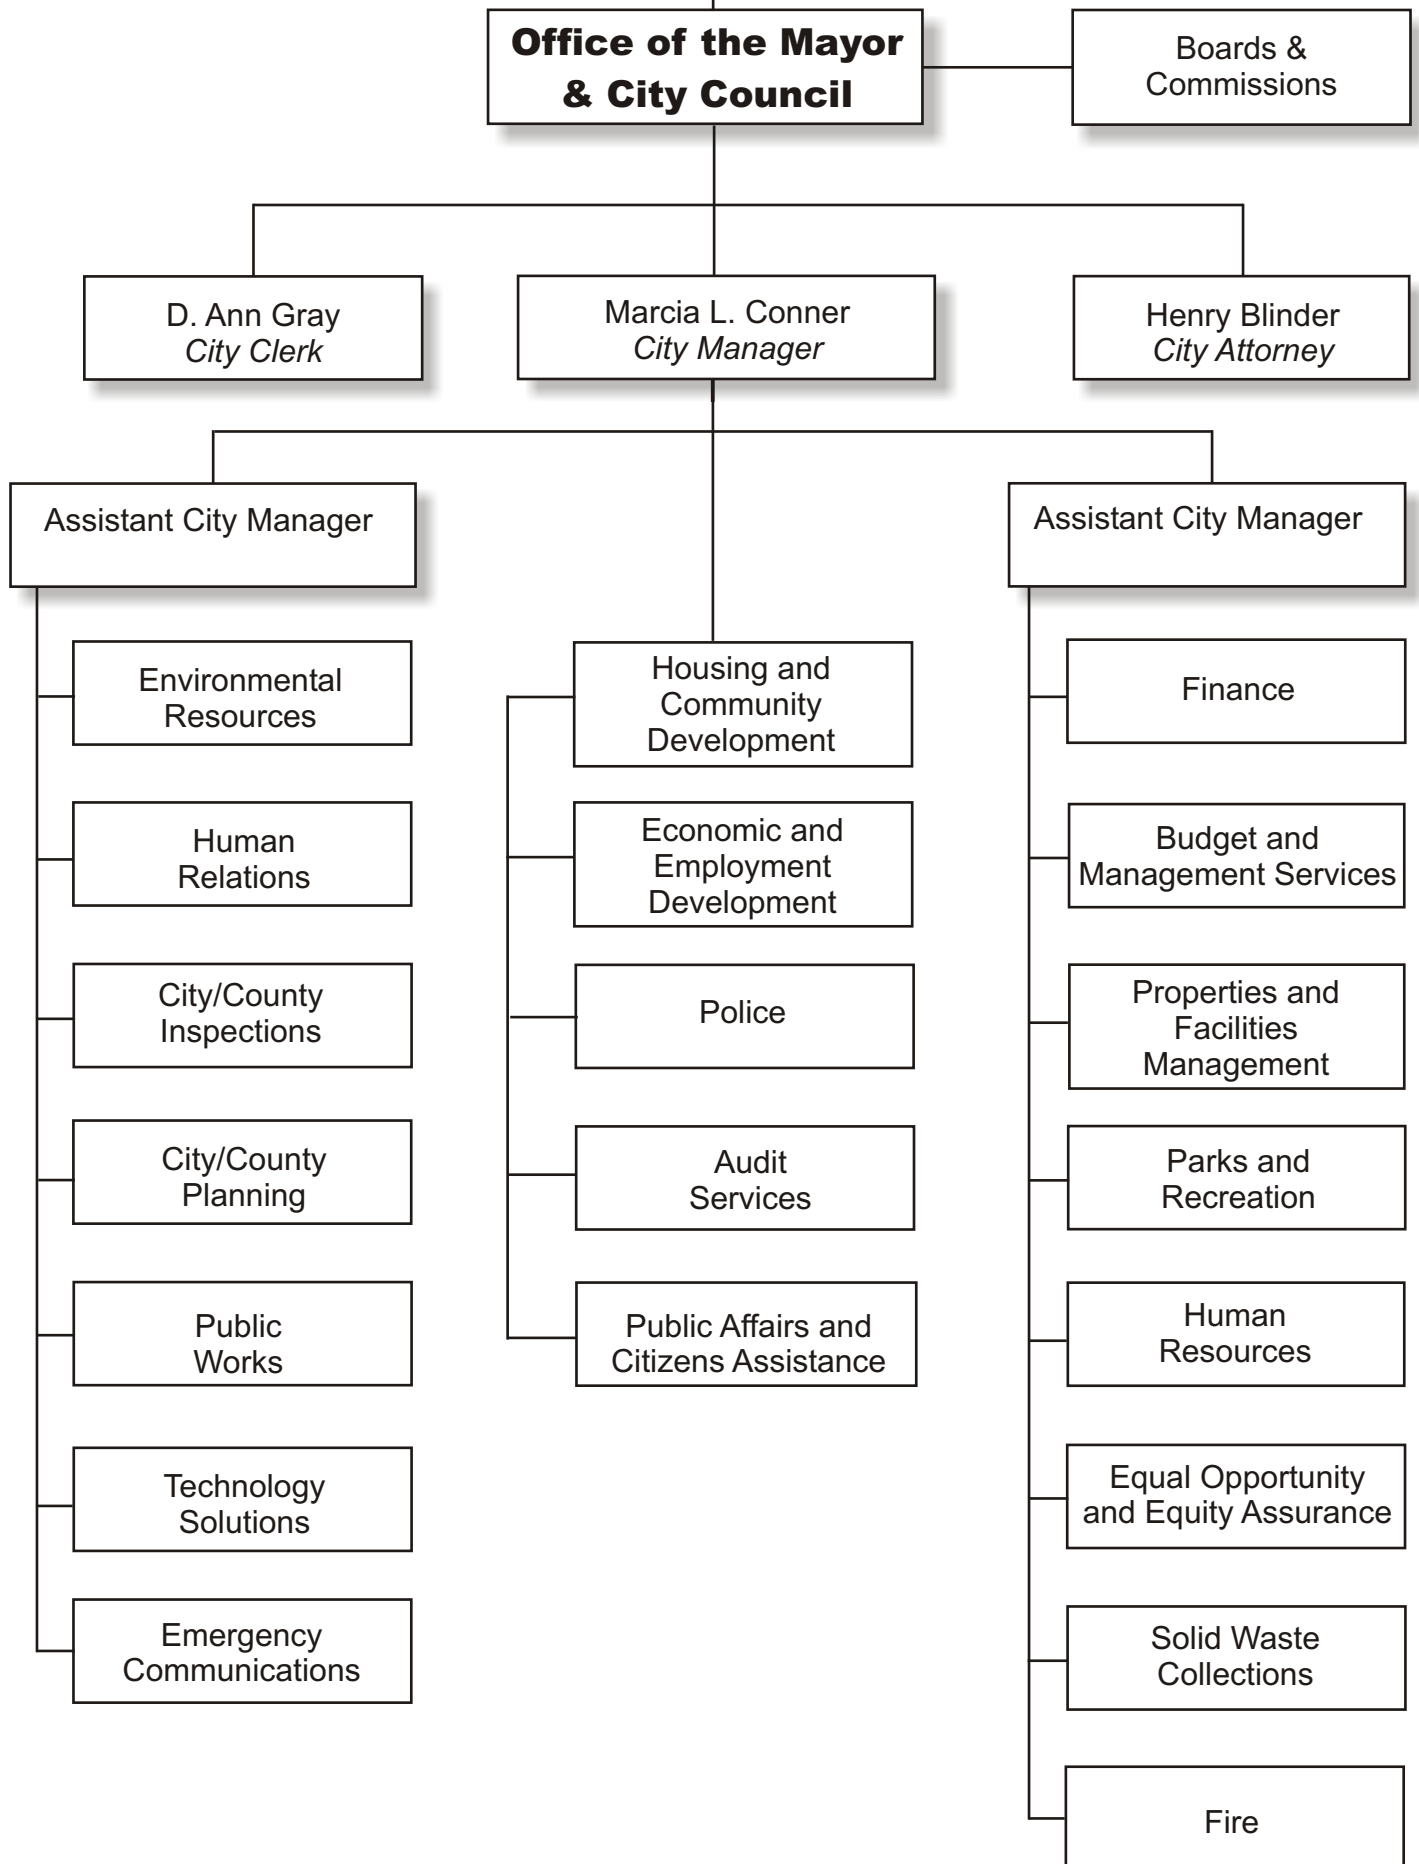 Office of the Mayor
& City Council
Boards &
Commissions
D. Ann Gray
City Clerk
Marcia L. Conner
City Manager
Henry Blinder
City Attorney
Assistant City Manager
Assistant City Manager
Environmental
Resources
Human
Relations
City/County
Inspections
City/County
Planning
Public
Works
Technology
Solutions
Emergency
Communications
Housing and
Community
Development
Economic and
Employment
Development
Police
Audit
Services
Public Affairs and
Citizens Assistance
Finance
Budget and
Management Services
Properties and
Facilities
Management
Parks and
Recreation
Human
Resources
Equal Opportunity
and Equity Assurance
Solid Waste
Collections
Fire